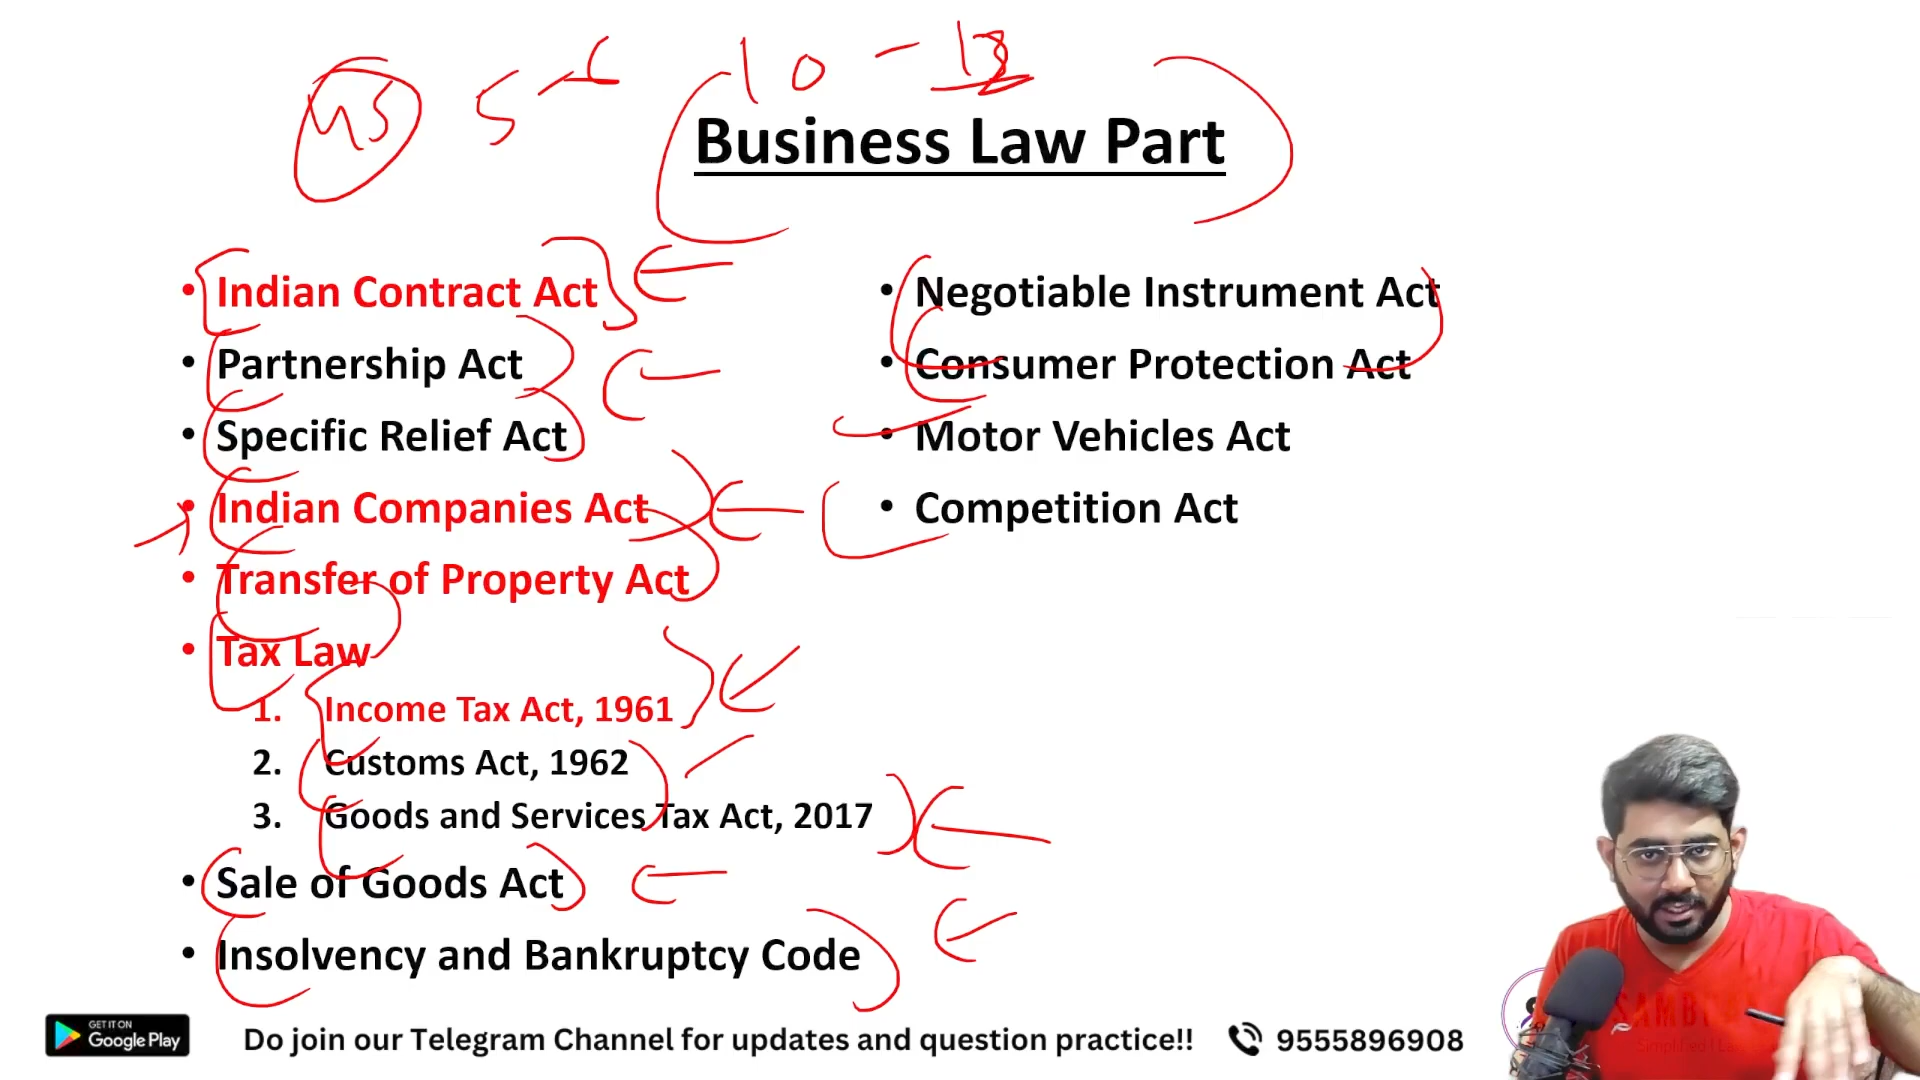 45 5-6 10-13
Business Law Part
• Indian Contract Act
• Partnership Act
• Specific Relief Act
• Indian Companies Act
• Transfer of Property Act
• Tax Law
1. Income Tax Act, 1961
2. Customs Act, 1962
3. Goods and Services Tax Act, 2017
• Sale of Goods Act
• Insolvency and Bankruptcy Code
• Negotiable Instrument Act
• Consumer Protection Act
• Motor Vehicles Act
• Competition Act
GET IT ON
Google Play
Do join our Telegram Channel for updates and question practice!!
9555896908